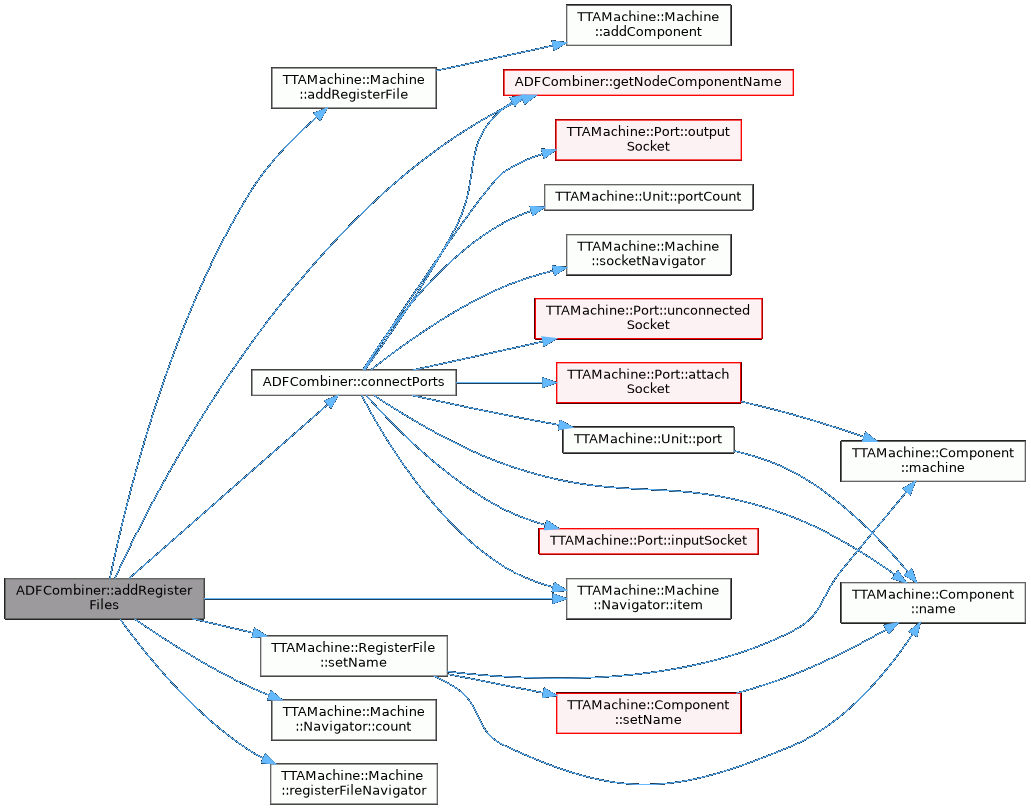 TTAMachine::Machine
::addComponent
TTAMachine::Machine
::addRegisterFile
ADFCombiner::getNodeComponentName
TTAMachine::Port::output
Socket
TTAMachine::Unit::portCount
TTAMachine::Machine
::socketNavigator
TTAMachine::Port::unconnected
Socket
ADFCombiner::connectPorts
TTAMachine::Port::attach
Socket
TTAMachine::Unit::port
TTAMachine::Component
::machine
TTAMachine::Port::inputSocket
ADFCombiner::addRegister
Files
TTAMachine::Machine
::Navigator::item
TTAMachine::Component
::name
TTAMachine::RegisterFile
::setName
TTAMachine::Component
::setName
TTAMachine::Machine
::Navigator::count
TTAMachine::Machine
::registerFileNavigator